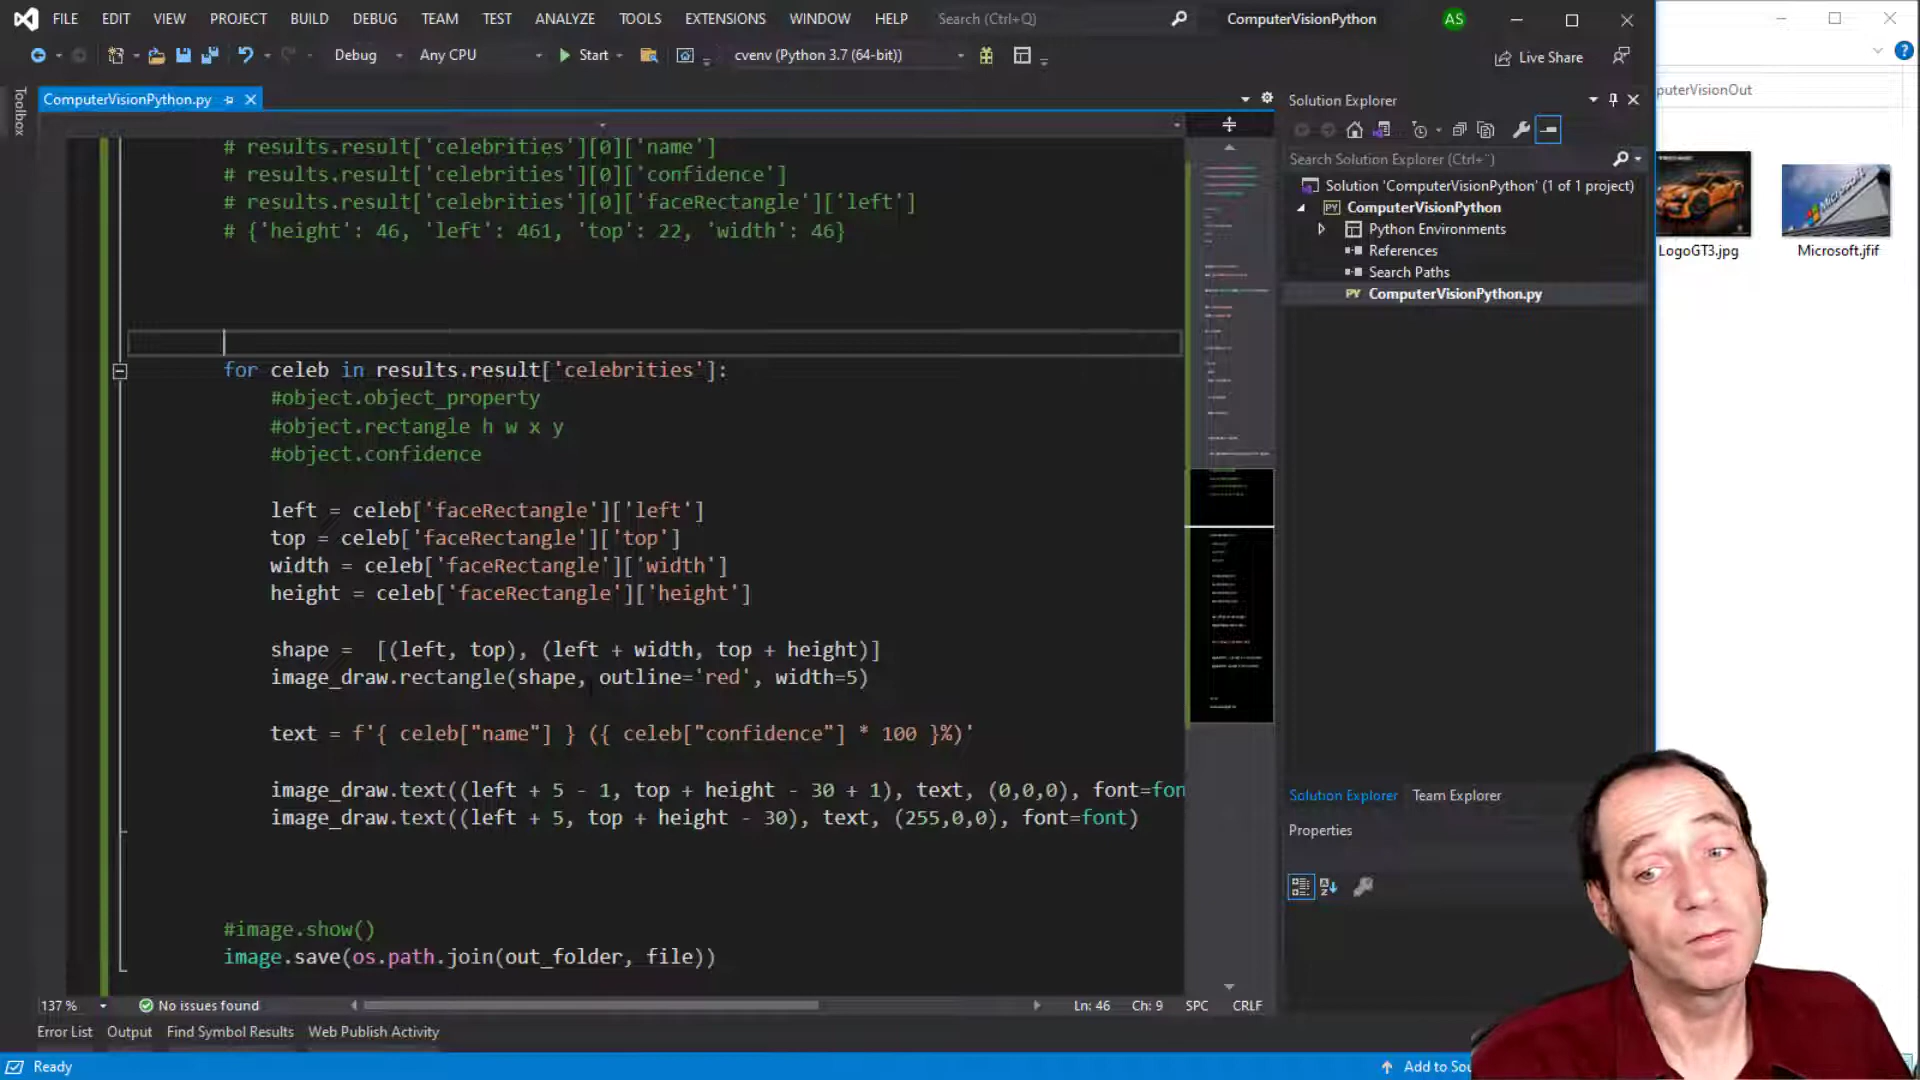 FILE EDIT VIEW PROJECT BUILD DEBUG TEAM TEST ANALYZE TOOLS EXTENSIONS WINDOW HELP Search (Ctrl+Q) ComputerVisionPython AS
Debug Any CPU Start cvenv (Python 3.7 (64-bit)) Live Share
Toolbox
ComputerVisionPython.py
# results.result['celebrities'][0]['name']
# results.result['celebrities'][0]['confidence']
# results.result['celebrities'][0]['faceRectangle']['left']
# {'height': 46, 'left': 461, 'top': 22, 'width': 46}
for celeb in results.result['celebrities']:
#object.object_property
#object.rectangle h w x y
#object.confidence
left = celeb['faceRectangle']['left']
top = celeb['faceRectangle']['top']
width = celeb['faceRectangle']['width']
height = celeb['faceRectangle']['height']
shape =  [(left, top), (left + width, top + height)]
image_draw.rectangle(shape, outline='red', width=5)
text = f'{ celeb["name"] } ({ celeb["confidence"] * 100 }%)'
image_draw.text((left + 5 - 1, top + height - 30 + 1), text, (0,0,0), font=fon
image_draw.text((left + 5, top + height - 30), text, (255,0,0), font=font)
#image.show()
image.save(os.path.join(out_folder, file))
137 % No issues found Ln: 46 Ch: 9 SPC CRLF
Error List Output Find Symbol Results Web Publish Activity
Ready Add to Sou
Solution Explorer
Search Solution Explorer (Ctrl+¨)
Solution 'ComputerVisionPython' (1 of 1 project)
ComputerVisionPython
Python Environments
References
Search Paths
PY ComputerVisionPython.py
Solution Explorer Team Explorer
Properties
puterVisionOut
LogoGT3.jpg Microsoft.jfif